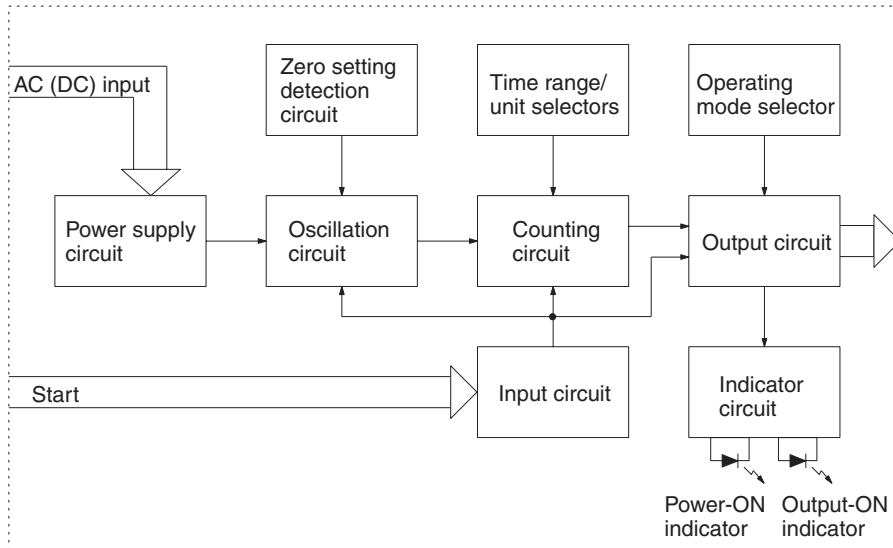 AC (DC) input
Zero setting
detection
circuit
Time range/
unit selectors
Operating
mode selector
Power supply
circuit
Oscillation
circuit
Counting
circuit
Output circuit
Start
Input circuit
Indicator
circuit
Power-ON
indicator
Output-ON
indicator